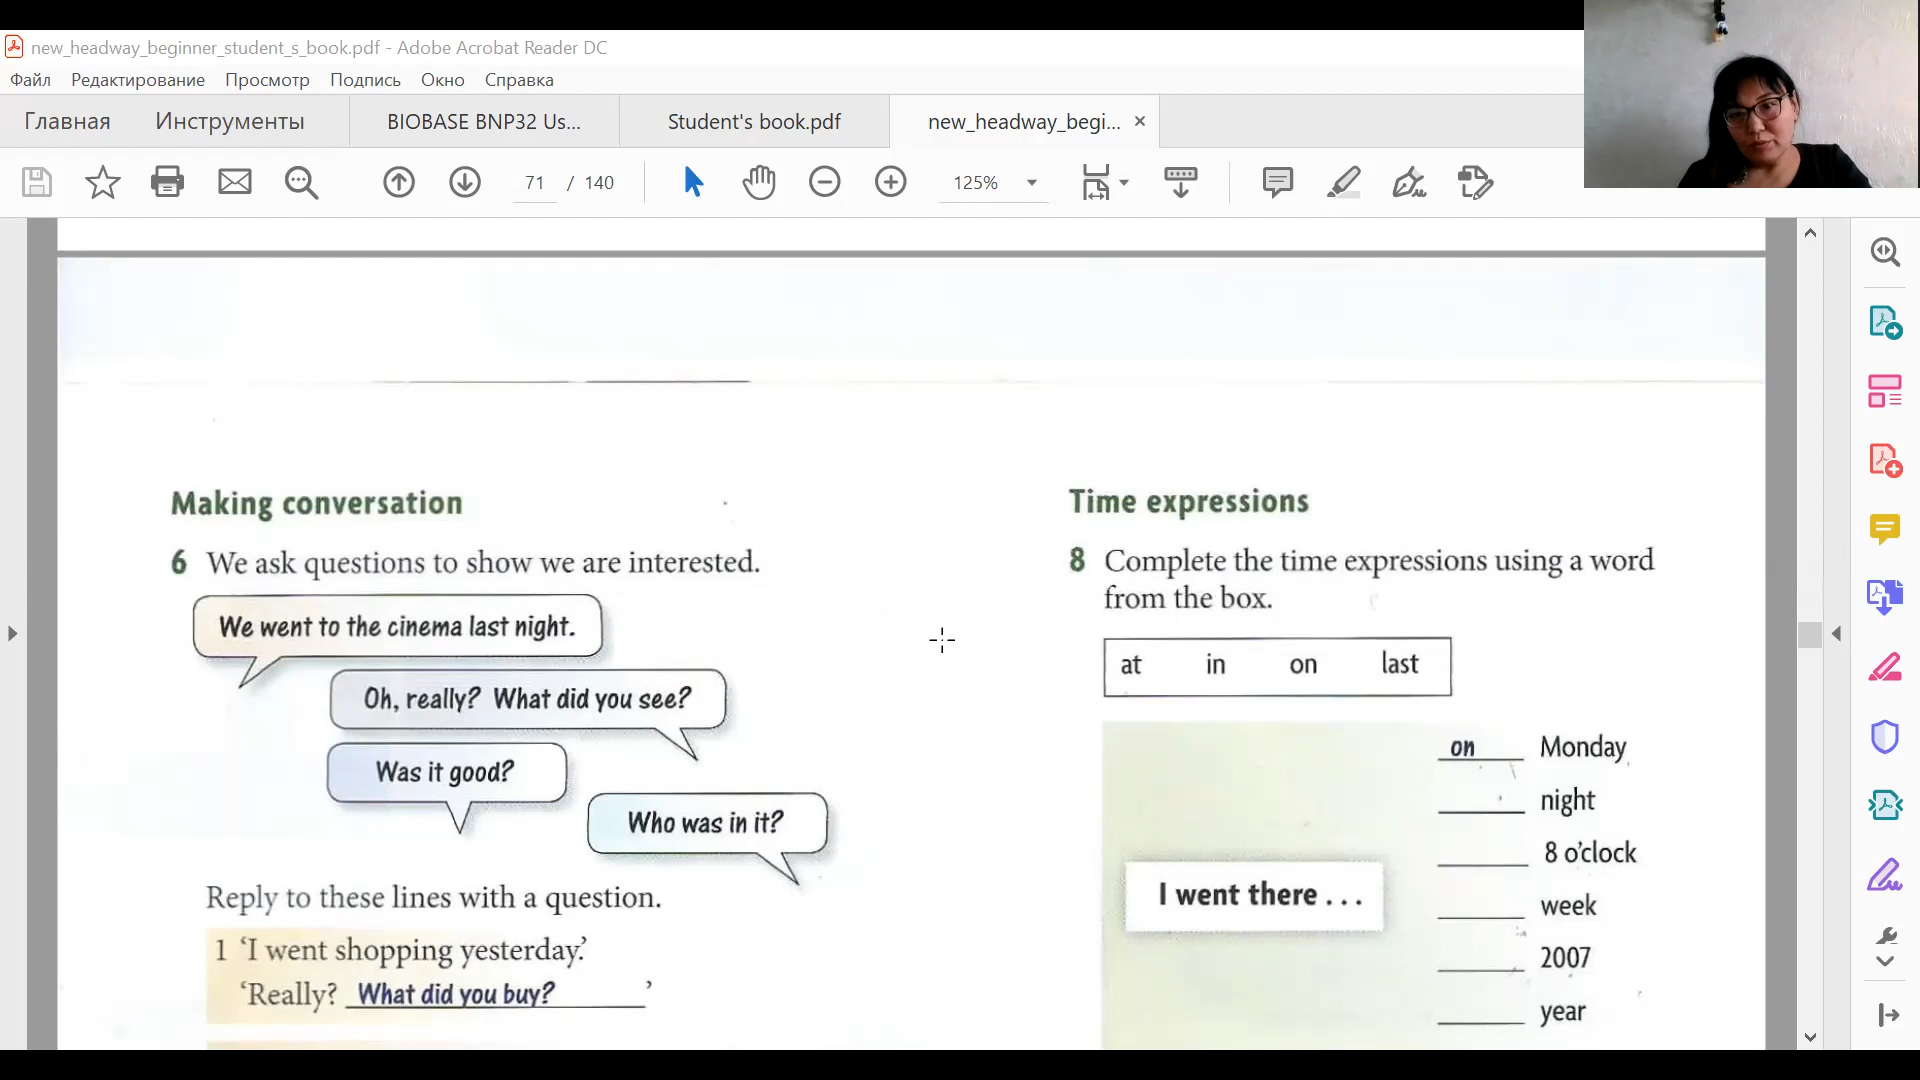 new_headway_beginner_student_s_book.pdf - Adobe Acrobat Reader DC
Файл Редактирование Просмотр Подпись Окно Справка
Главная Инструменты BIOBASE BNP32 Us... Student's book.pdf new_headway_begi... ×
71 / 140 125%
Making conversation
6 We ask questions to show we are interested.
We went to the cinema last night.
Oh, really? What did you see?
Was it good?
Who was in it?
Reply to these lines with a question.
1 ‘I went shopping yesterday.’
‘Really? What did you buy? ’
Time expressions
8 Complete the time expressions using a word
from the box.
at in on last
I went there . . .
on Monday
______ night
______ 8 o’clock
______ week
______ 2007
______ year